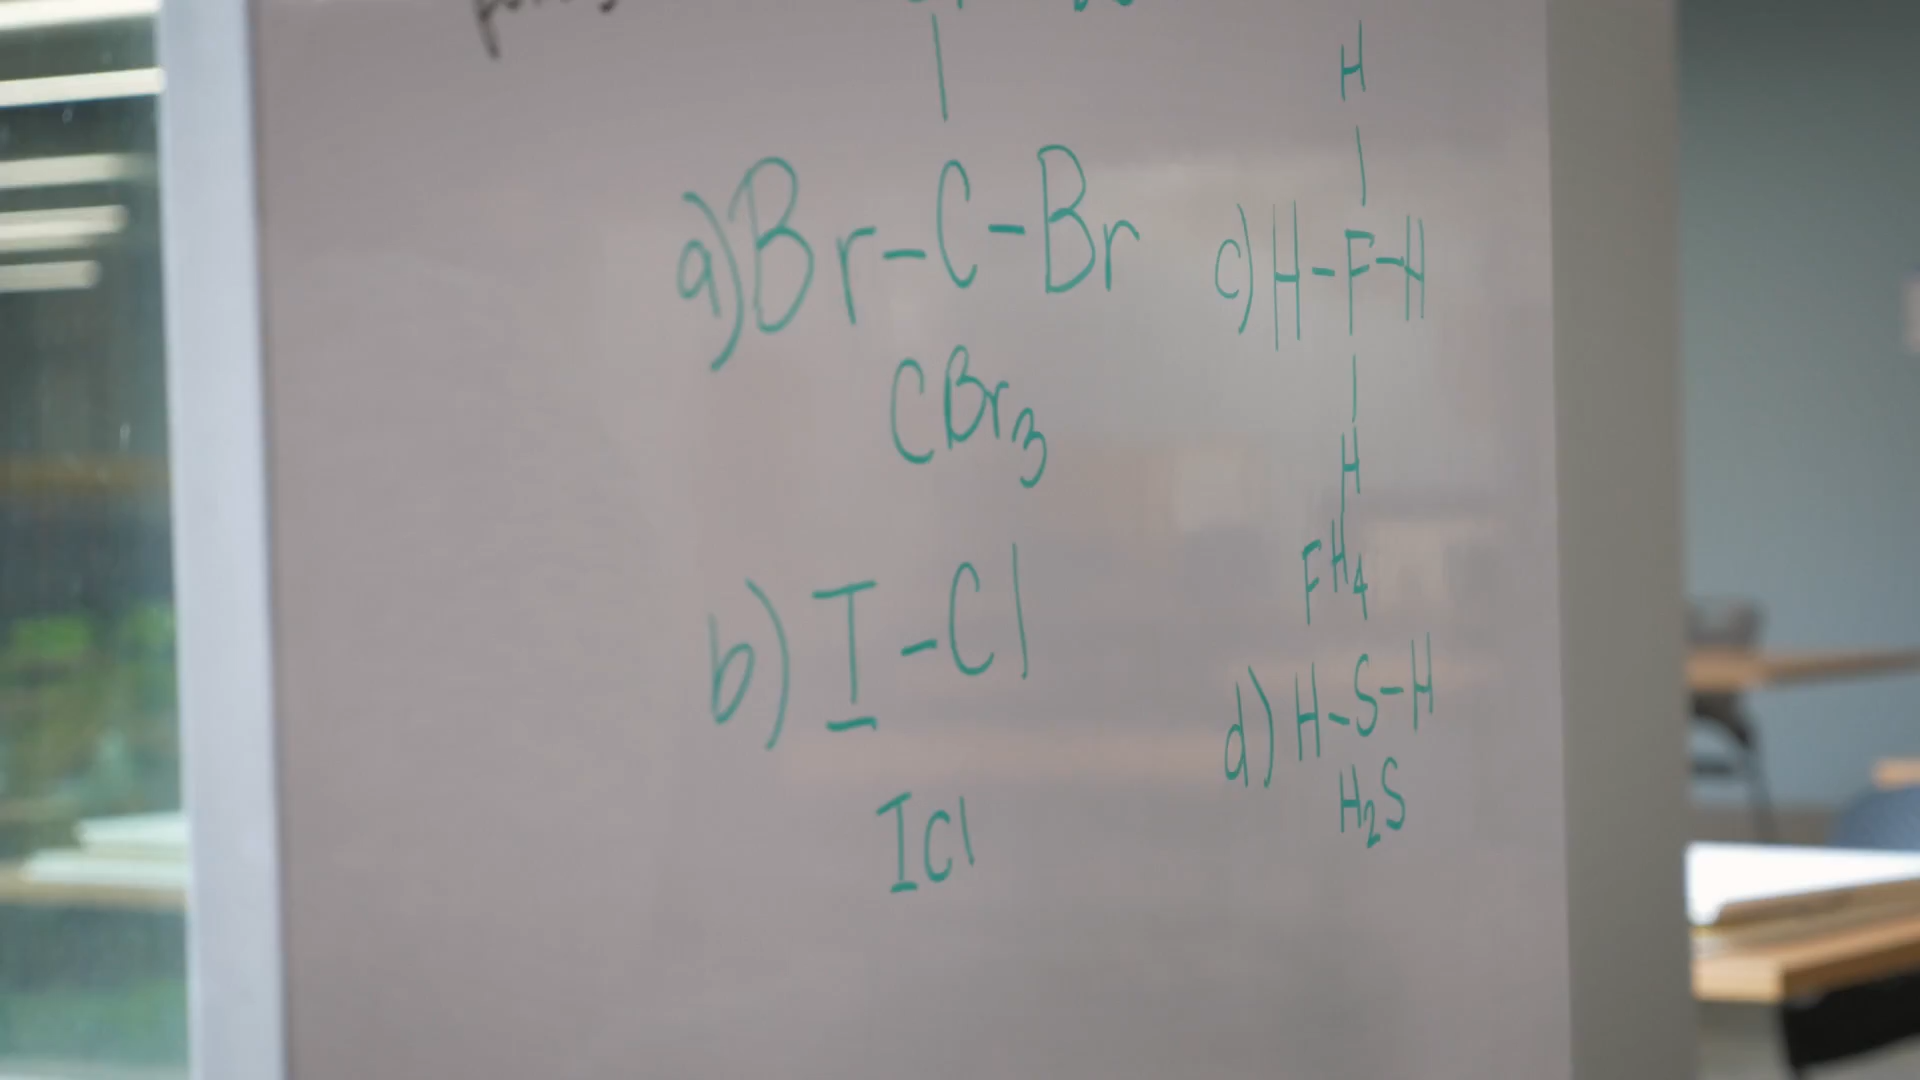 a) Br-C-Br
CBr3
b) I-Cl
ICl
H
c) H-F-H
H
FH4
d) H-S-H
H2S